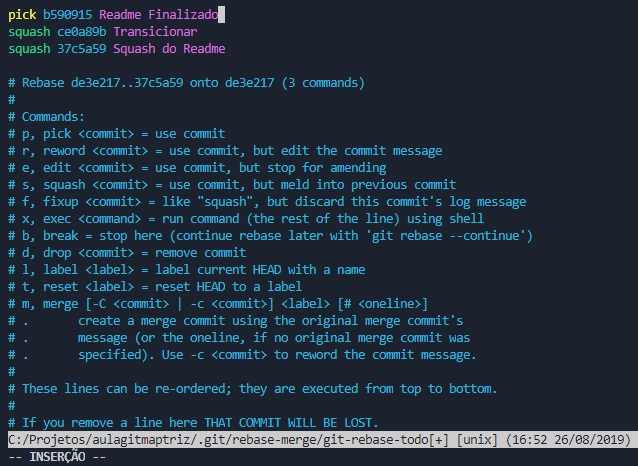 pick b590915 Readme Finalizado
squash ce0a89b Transicionar
squash 37c5a59 Squash do Readme

# Rebase de3e217..37c5a59 onto de3e217 (3 commands)
#
# Commands:
# p, pick <commit> = use commit
# r, reword <commit> = use commit, but edit the commit message
# e, edit <commit> = use commit, but stop for amending
# s, squash <commit> = use commit, but meld into previous commit
# f, fixup <commit> = like "squash", but discard this commit's log message
# x, exec <command> = run command (the rest of the line) using shell
# b, break = stop here (continue rebase later with 'git rebase --continue')
# d, drop <commit> = remove commit
# l, label <label> = label current HEAD with a name
# t, reset <label> = reset HEAD to a label
# m, merge [-C <commit> | -c <commit>] <label> [# <oneline>]
# .       create a merge commit using the original merge commit's
# .       message (or the oneline, if no original merge commit was
# .       specified). Use -c <commit> to reword the commit message.
#
# These lines can be re-ordered; they are executed from top to bottom.
#
# If you remove a line here THAT COMMIT WILL BE LOST.
C:/Projetos/aulagitmaptriz/.git/rebase-merge/git-rebase-todo[+] [unix] (16:52 26/08/2019)
-- INSERÇÃO --